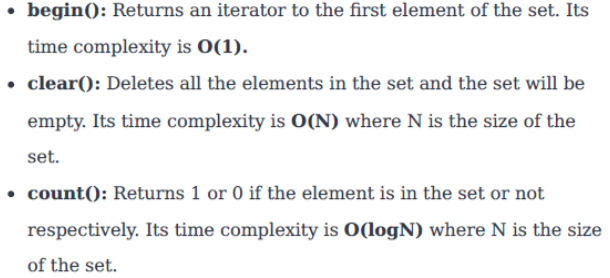 • begin(): Returns an iterator to the first element of the set. Its
time complexity is O(1).
• clear(): Deletes all the elements in the set and the set will be
empty. Its time complexity is O(N) where N is the size of the
set.
• count(): Returns 1 or 0 if the element is in the set or not
respectively. Its time complexity is O(logN) where N is the size
of the set.